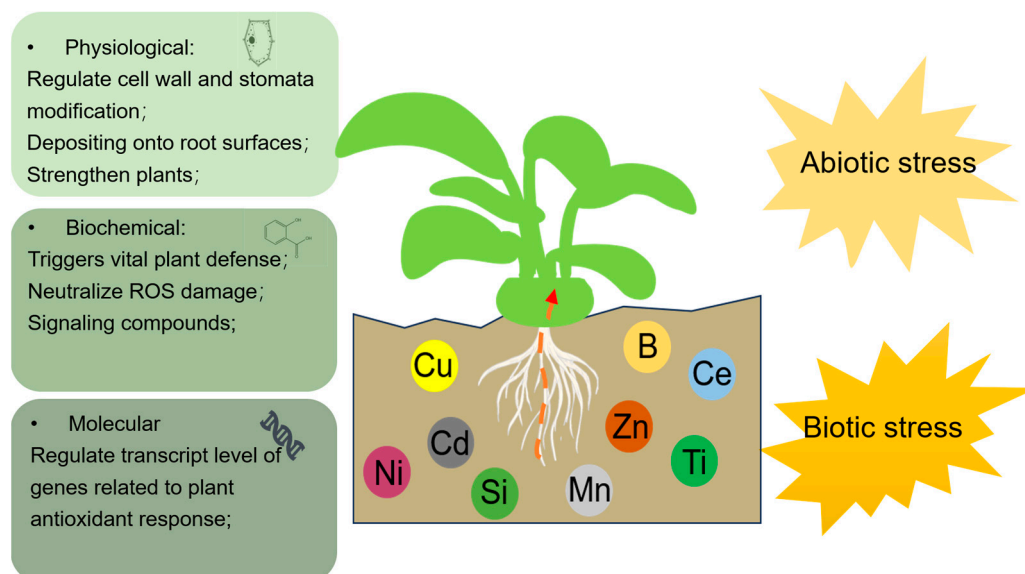 • Physiological:
Regulate cell wall and stomata
modification;
Depositing onto root surfaces;
Strengthen plants;
• Biochemical:
Triggers vital plant defense;
Neutralize ROS damage;
Signaling compounds;
• Molecular
Regulate transcript level of
genes related to plant
antioxidant response;
Cu
B
Ce
Cd
Zn
Ni
Si
Mn
Ti
Abiotic stress
Biotic stress